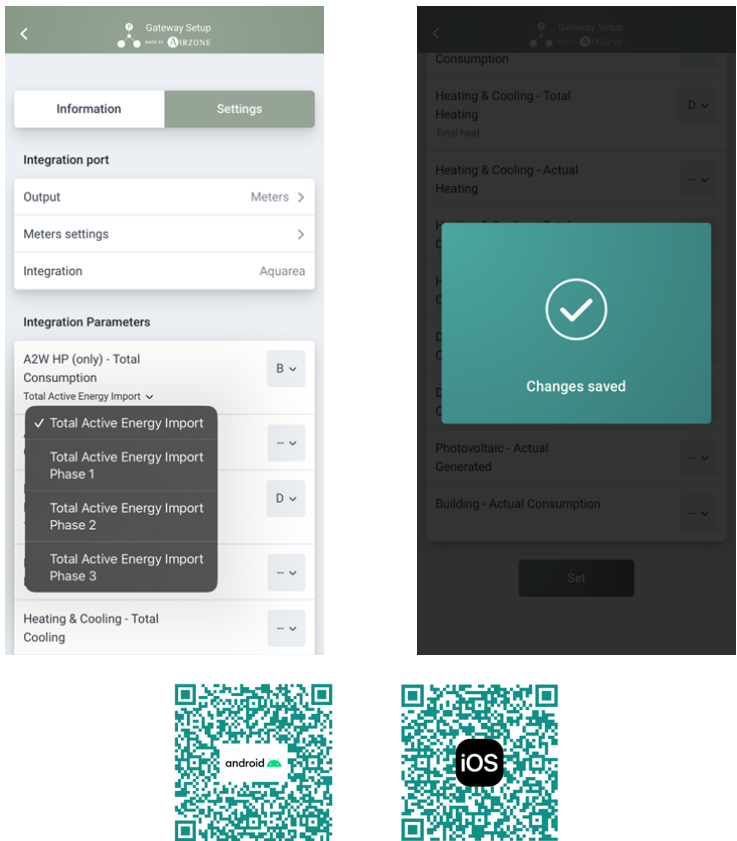 Gateway Setup
MADE BY AIRZONE
Information
Settings
Integration port
Output
Meters
Meters settings
Integration
Aquarea
Integration Parameters
A2W HP (only) - Total
Consumption
B
Total Active Energy Import
Total Active Energy Import
Total Active Energy Import
Phase 1
--
Total Active Energy Import
Phase 2
D
Total Active Energy Import
Phase 3
--
Heating & Cooling - Total
Cooling
--
Gateway Setup
MADE BY AIRZONE
Consumption
Heating & Cooling - Total
Heating
Total heat
D
Heating & Cooling - Actual
Heating
--
Changes saved
Photovoltaic - Actual
Generated
--
Building - Actual Consumption
--
Set
android
iOS